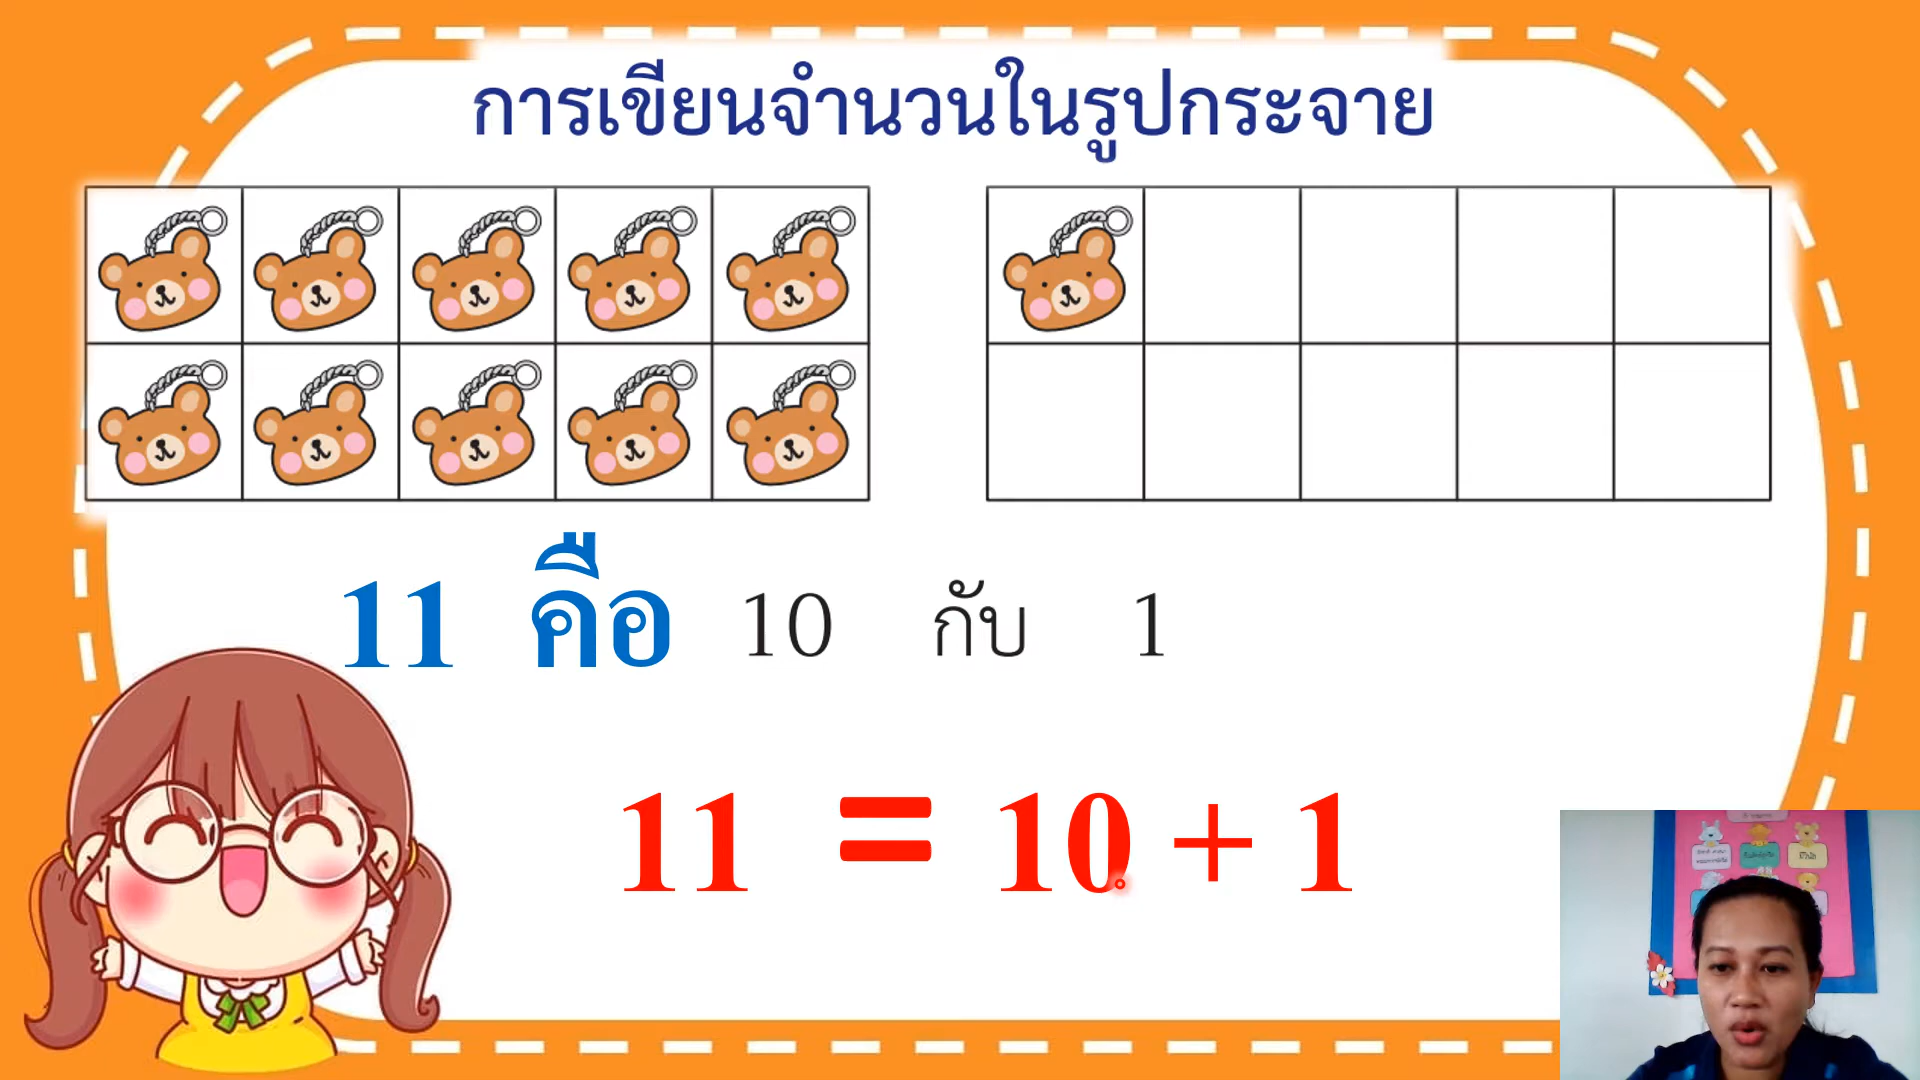 การเขียนจำนวนในรูปกระจาย
11 คือ 10 กับ 1
11 = 10 + 1